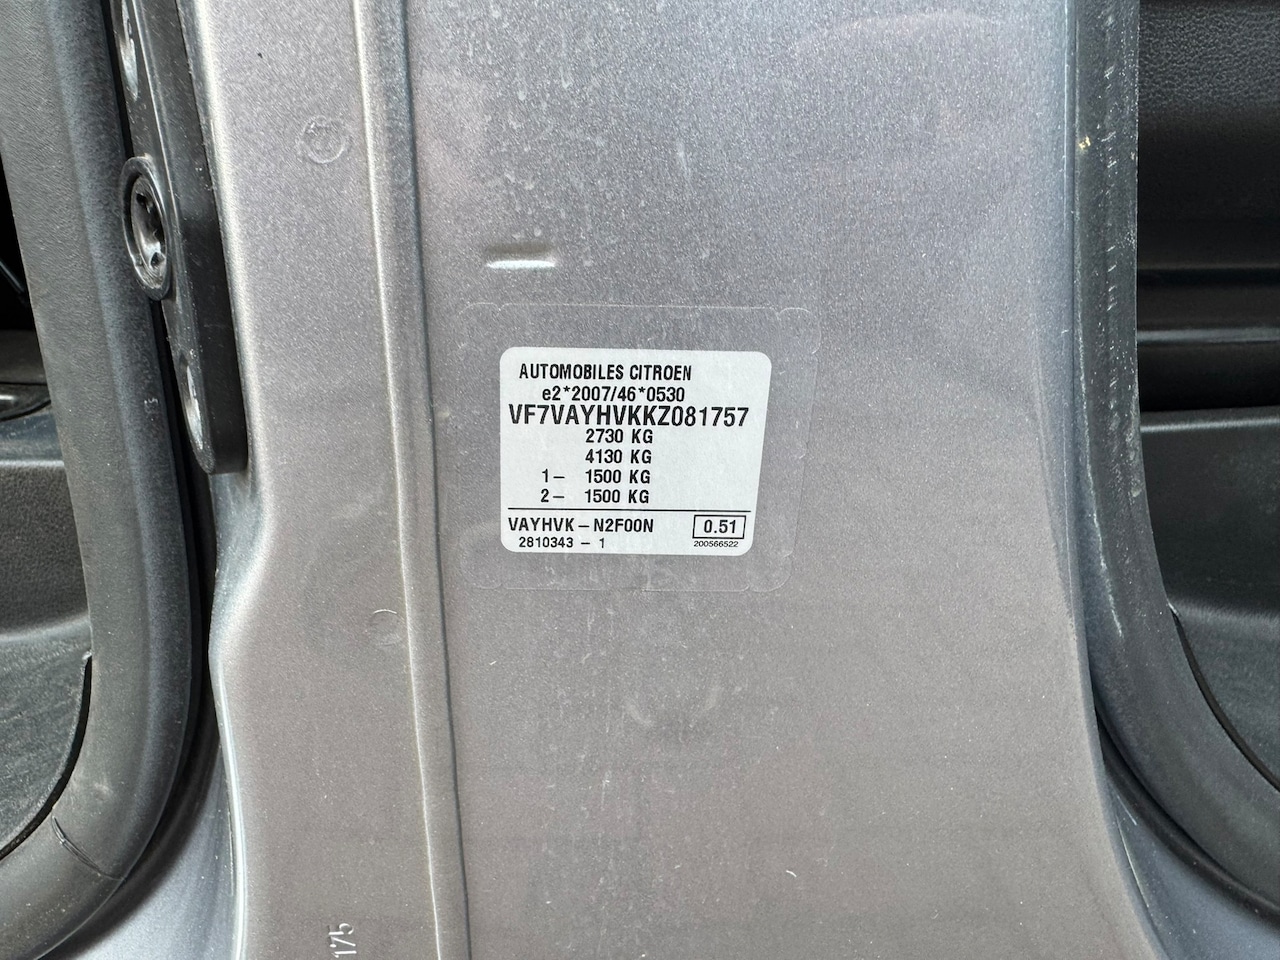 AUTOMOBILES CITROEN
e2*2007/46*0530
VF7VAYHVKKZ081757
2730 KG
4130 KG
1- 1500 KG
2- 1500 KG
VAYHVK-N2F00N 0.51
2810343 - 1 200566522
175